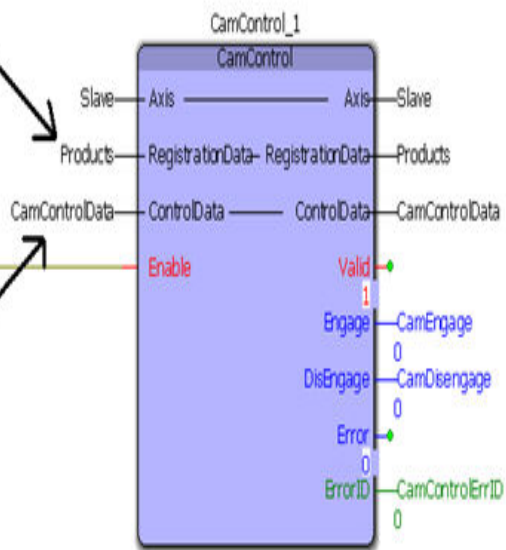 CamControl_1
CamControl
Slave Axis Axis Slave
Products RegistrationData RegistrationData Products
CamControlData ControlData ControlData CamControlData
Enable Valid
1
Engage CamEngage
0
DisEngage CamDisengage
0
Error
0
ErrorID CamControlErrID
0